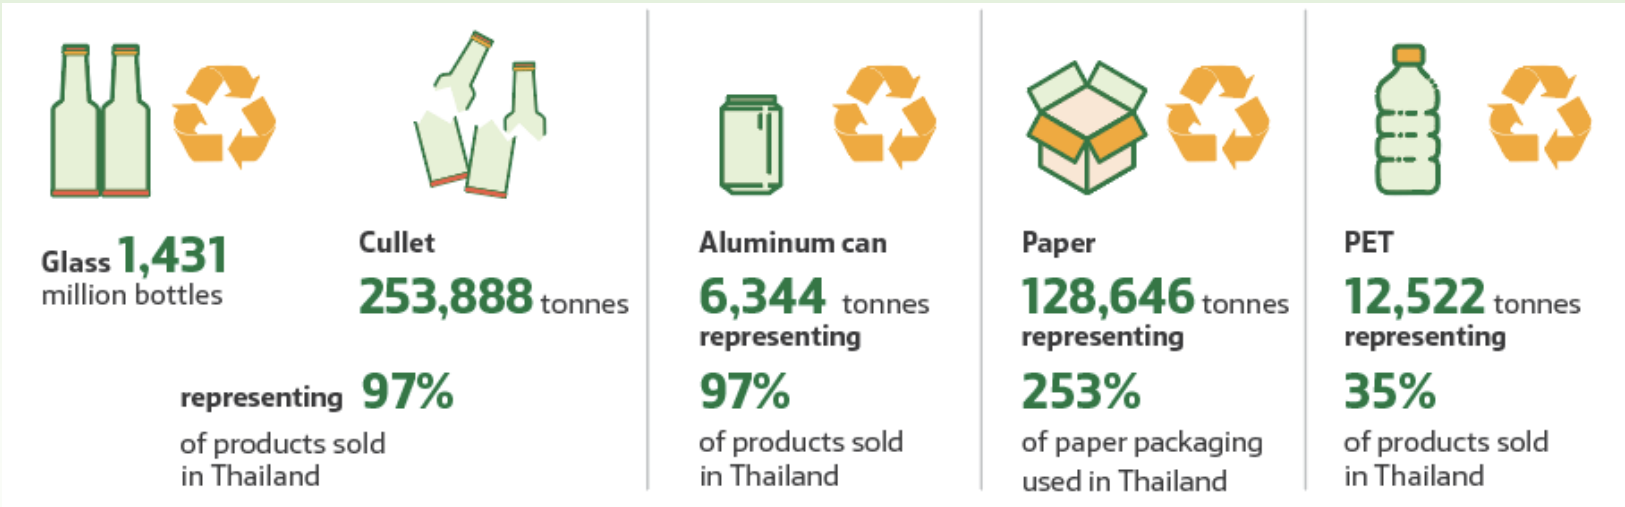 Glass 1,431
million bottles
Cullet
253,888 tonnes
representing 97%
of products sold
in Thailand
Aluminum can
6,344 tonnes
representing
97%
of products sold
in Thailand
Paper
128,646 tonnes
representing
253%
of paper packaging
used in Thailand
PET
12,522 tonnes
representing
35%
of products sold
in Thailand